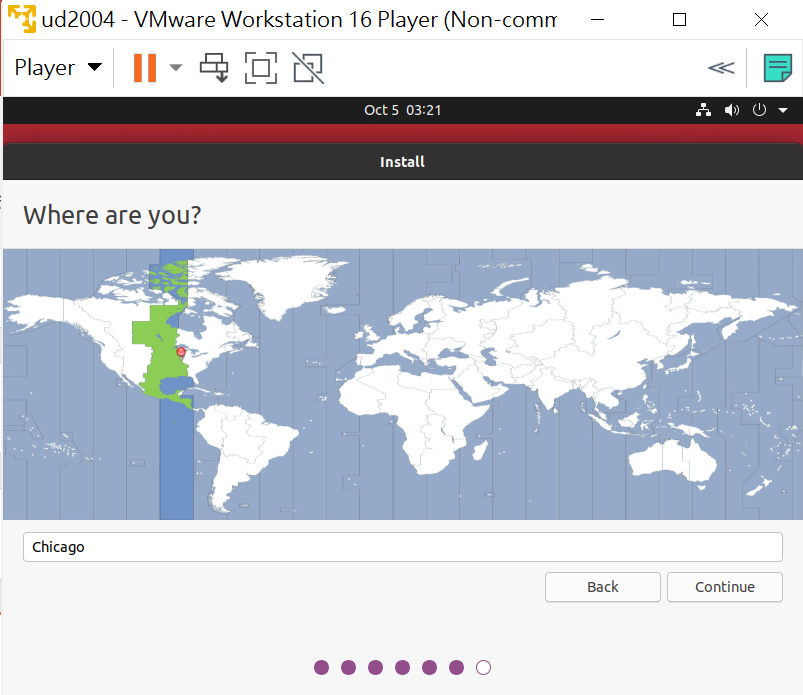 ud2004 - VMware Workstation 16 Player (Non-comm
Player
Oct 5 03:21
Install
Where are you?
Chicago
Back
Continue